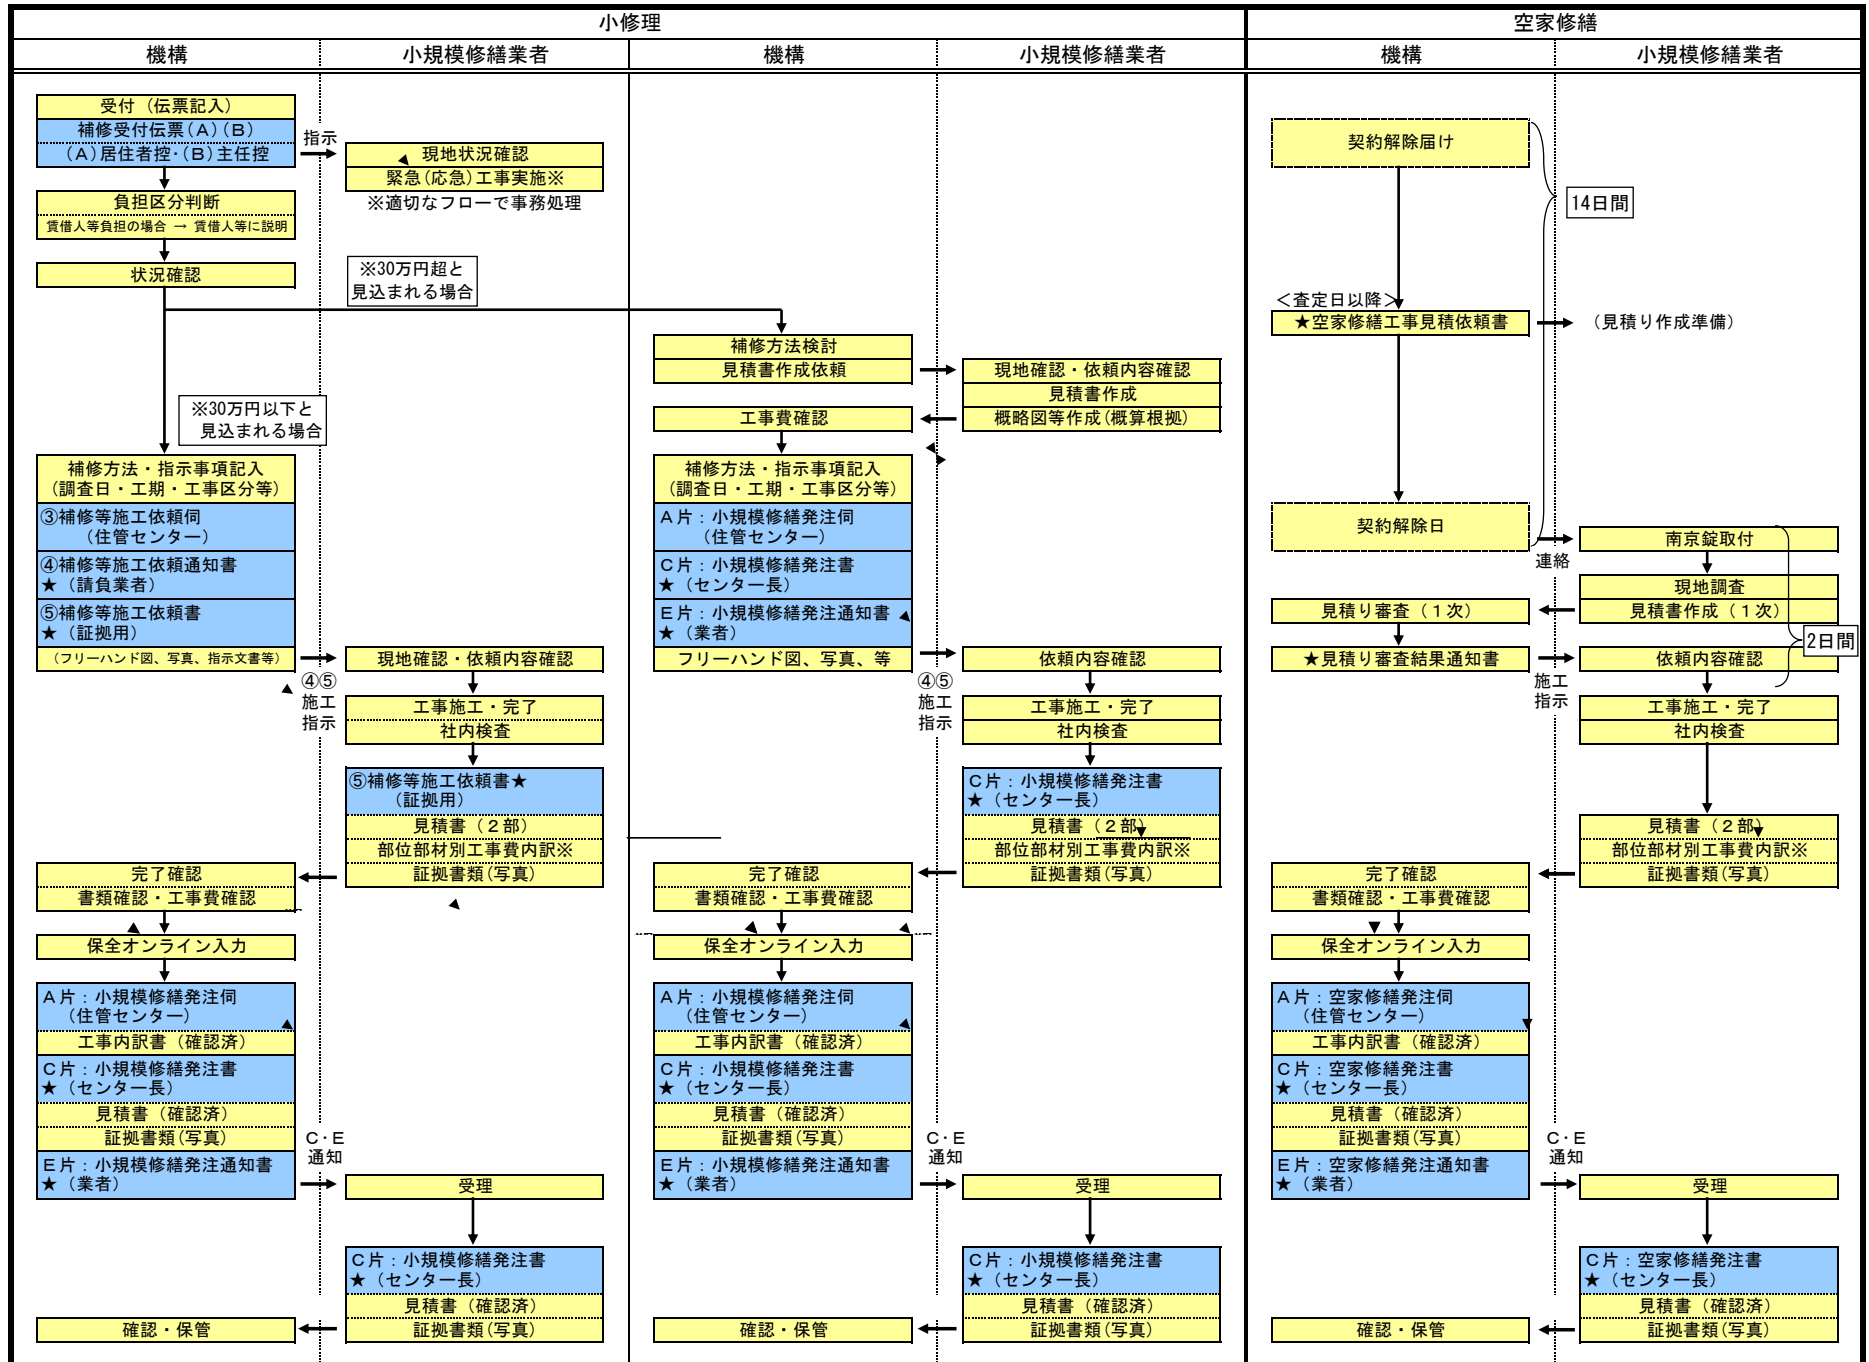 小修理
空家修繕
機構
小規模修繕業者
機構
小規模修繕業者
機構
小規模修繕業者
受付（伝票記入）
補修受付伝票(Ａ)(Ｂ)
(Ａ)居住者控･(Ｂ)主任控
指示
現地状況確認
緊急(応急)工事実施※
※適切なフローで事務処理
負担区分判断
賃借人等負担の場合 → 賃借人等に説明
状況確認
※30万円超と
見込まれる場合
※30万円以下と
見込まれる場合
補修方法・指示事項記入
(調査日・工期・工事区分等)
③補修等施工依頼伺
（住管センター）
④補修等施工依頼通知書
★（請負業者）
⑤補修等施工依頼書
★（証拠用）
（フリーハンド図、写真、指示文書等）
④⑤
施工
指示
現地確認・依頼内容確認
工事施工・完了
社内検査
⑤補修等施工依頼書★
（証拠用）
見積書（２部）
部位部材別工事費内訳※
証拠書類(写真)
完了確認
書類確認・工事費確認
保全オンライン入力
Ａ片：小規模修繕発注伺
（住管センター）
工事内訳書（確認済）
Ｃ片：小規模修繕発注書
★（センター長）
見積書（確認済）
証拠書類(写真)
Ｅ片：小規模修繕発注通知書
★（業者）
Ｃ･Ｅ
通知
受理
Ｃ片：小規模修繕発注書
★（センター長）
見積書（確認済）
証拠書類(写真)
確認・保管
補修方法検討
見積書作成依頼
現地確認・依頼内容確認
見積書作成
概略図等作成(概算根拠)
工事費確認
補修方法・指示事項記入
(調査日・工期・工事区分等)
Ａ片：小規模修繕発注伺
（住管センター）
Ｃ片：小規模修繕発注書
★（センター長）
Ｅ片：小規模修繕発注通知書
★（業者）
フリーハンド図、写真、等
④⑤
施工
指示
依頼内容確認
工事施工・完了
社内検査
Ｃ片：小規模修繕発注書
★（センター長）
見積書（２部）
部位部材別工事費内訳※
証拠書類(写真)
完了確認
書類確認・工事費確認
保全オンライン入力
Ａ片：小規模修繕発注伺
（住管センター）
工事内訳書（確認済）
Ｃ片：小規模修繕発注書
★（センター長）
見積書（確認済）
証拠書類(写真)
Ｅ片：小規模修繕発注通知書
★（業者）
Ｃ･Ｅ
通知
受理
Ｃ片：小規模修繕発注書
★（センター長）
見積書（確認済）
証拠書類(写真)
確認・保管
契約解除届け
14日間
＜査定日以降＞
★空家修繕工事見積依頼書
（見積り作成準備）
契約解除日
連絡
南京錠取付
現地調査
見積書作成（１次）
見積り審査（１次）
2日間
★見積り審査結果通知書
施工
指示
依頼内容確認
工事施工・完了
社内検査
見積書（２部）
部位部材別工事費内訳※
証拠書類(写真)
完了確認
書類確認・工事費確認
保全オンライン入力
Ａ片：空家修繕発注伺
（住管センター）
工事内訳書（確認済）
Ｃ片：空家修繕発注書
★（センター長）
見積書（確認済）
証拠書類(写真)
Ｅ片：空家修繕発注通知書
★（業者）
Ｃ･Ｅ
通知
受理
Ｃ片：空家修繕発注書
★（センター長）
見積書（確認済）
証拠書類(写真)
確認・保管